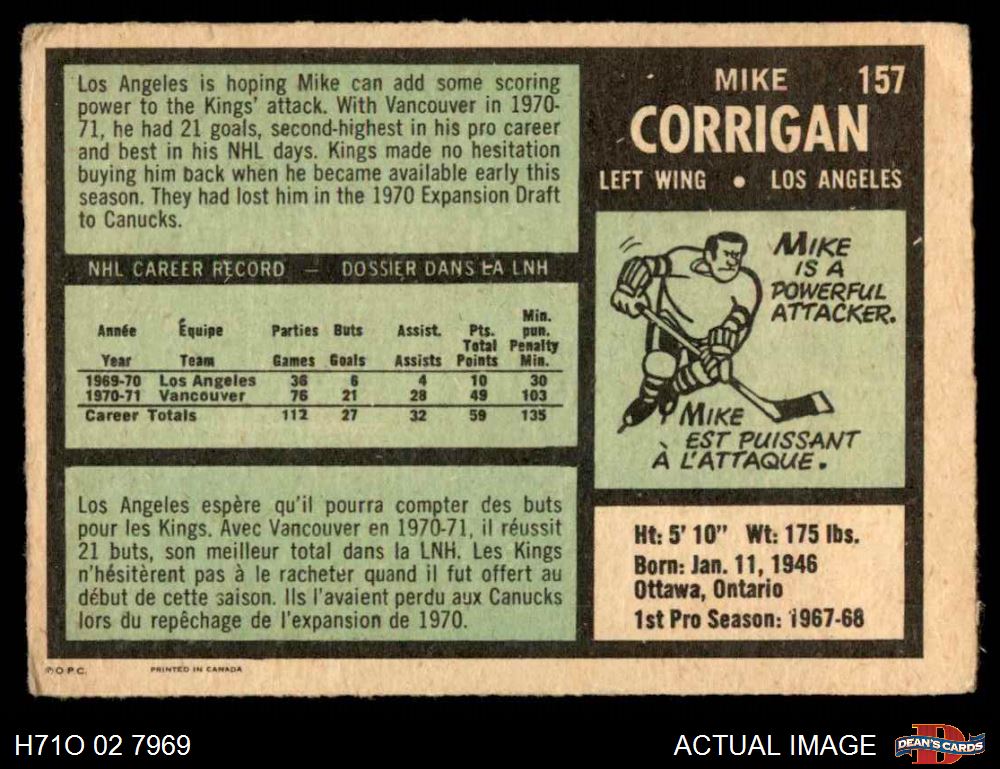 Los Angeles is hoping Mike can add some scoring
power to the Kings' attack. With Vancouver in 1970-
71, he had 21 goals, second-highest in his pro career
and best in his NHL days. Kings made no hesitation
buying him back when he became available early this
season. They had lost him in the 1970 Expansion Draft
to Canucks.
MIKE 157
CORRIGAN
LEFT WING • LOS ANGELES
NHL CAREER RECORD — DOSSIER DANS LA LNH
Année Équipe Parties Buts Assist. Pts. Min. pun.
Year Team Games Goals Assists Total Points Penalty Min.
1969-70 Los Angeles 36 6 4 10 30
1970-71 Vancouver 76 21 28 49 103
Career Totals 112 27 32 59 135
MIKE
IS A
POWERFUL
ATTACKER.
MIKE
EST PUISSANT
À L'ATTAQUE.
Los Angeles espère qu'il pourra compter des buts
pour les Kings. Avec Vancouver en 1970-71, il réussit
21 buts, son meilleur total dans la LNH. Les Kings
n'hésitèrent pas à le racheter quand il fut offert au
début de cette saison. Ils l'avaient perdu aux Canucks
lors du repêchage de l'expansion de 1970.
Ht: 5' 10" Wt: 175 lbs.
Born: Jan. 11, 1946
Ottawa, Ontario
1st Pro Season: 1967-68
© O.P.C. PRINTED IN CANADA
H71O 02 7969
ACTUAL IMAGE
DEAN'S CARDS